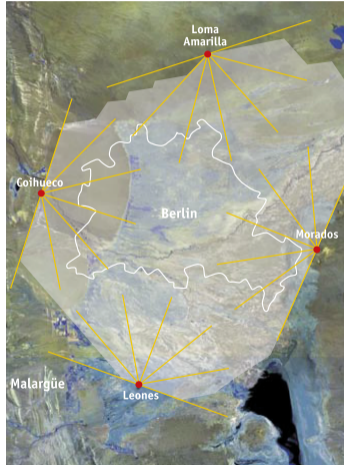 Loma
Amarilla
Coihueco
Berlin
Morados
Malargüe
Leones